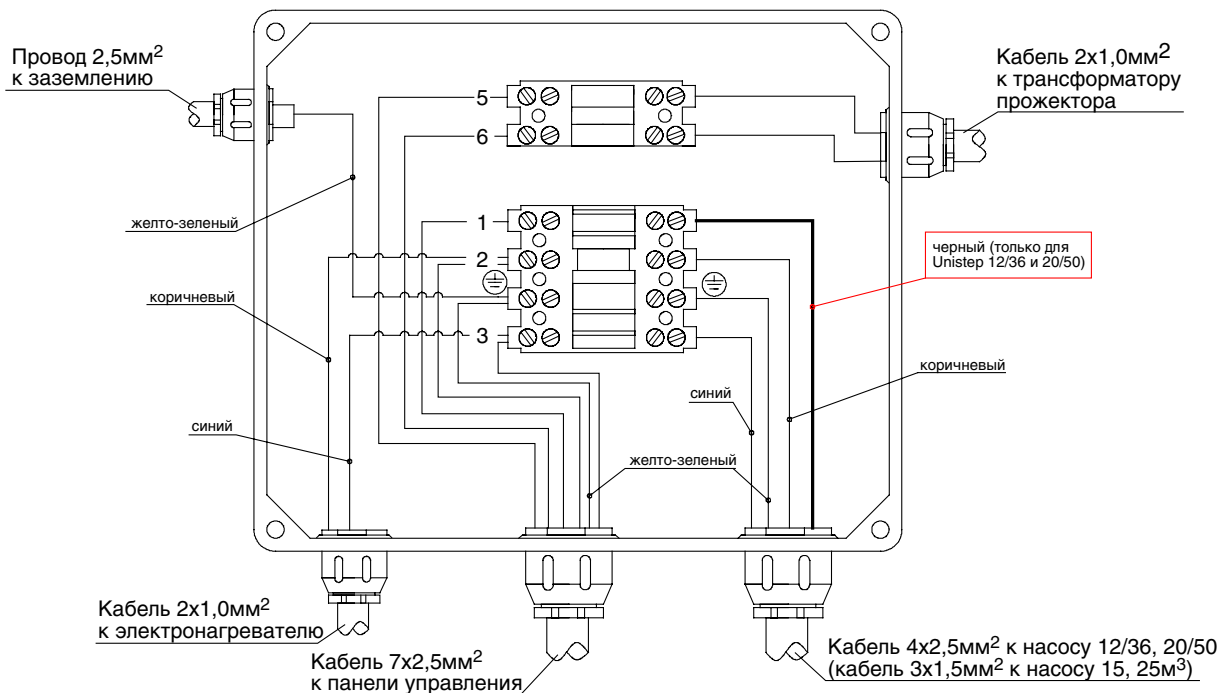 Провод 2,5мм²
к заземлению
Кабель 2х1,0мм²
к трансформатору
прожектора
5
6
желто-зеленый
1
2
3
черный (только для
Unistep 12/36 и 20/50)
коричневый
коричневый
синий
синий
желто-зеленый
Кабель 2х1,0мм²
к электронагревателю
Кабель 7х2,5мм²
к панели управления
Кабель 4х2,5мм² к насосу 12/36, 20/50
(кабель 3х1,5мм² к насосу 15, 25м³)